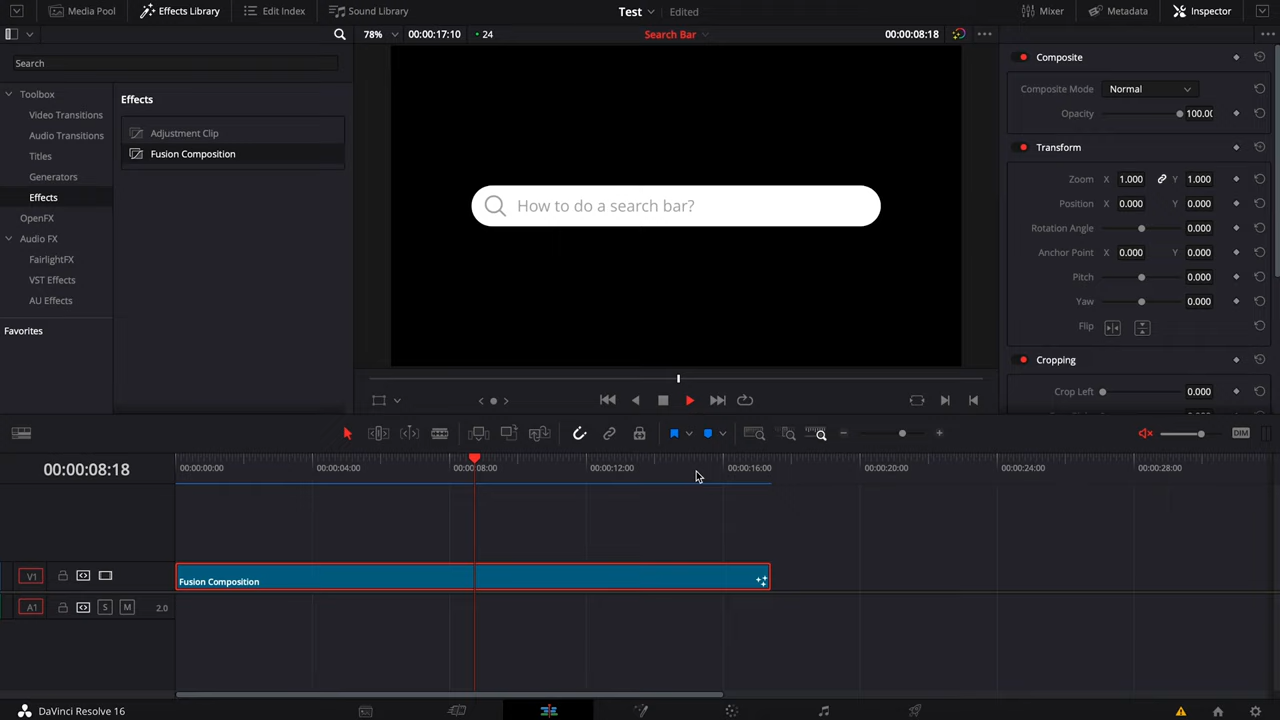 Media Pool
Effects Library
Edit Index
Sound Library
Test
Edited
Mixer
Metadata
Inspector
78%
00:00:17:10
24
Search Bar
00:00:08:18
Search
Toolbox
Video Transitions
Audio Transitions
Titles
Generators
Effects
OpenFX
Audio FX
FairlightFX
VST Effects
AU Effects
Favorites
Effects
Adjustment Clip
Fusion Composition
How to do a search bar?
Composite
Composite Mode Normal
Opacity 100.00
Transform
Zoom X 1.000 Y 1.000
Position X 0.000 Y 0.000
Rotation Angle 0.000
Anchor Point X 0.000 Y 0.000
Pitch 0.000
Yaw 0.000
Flip
Cropping
Crop Left 0.000
DIM
00:00:08:18
00:00:00:00 00:00:04:00 00:00:08:00 00:00:12:00 00:00:16:00 00:00:20:00 00:00:24:00 00:00:28:00
V1
Fusion Composition
A1 S M 2.0
DaVinci Resolve 16